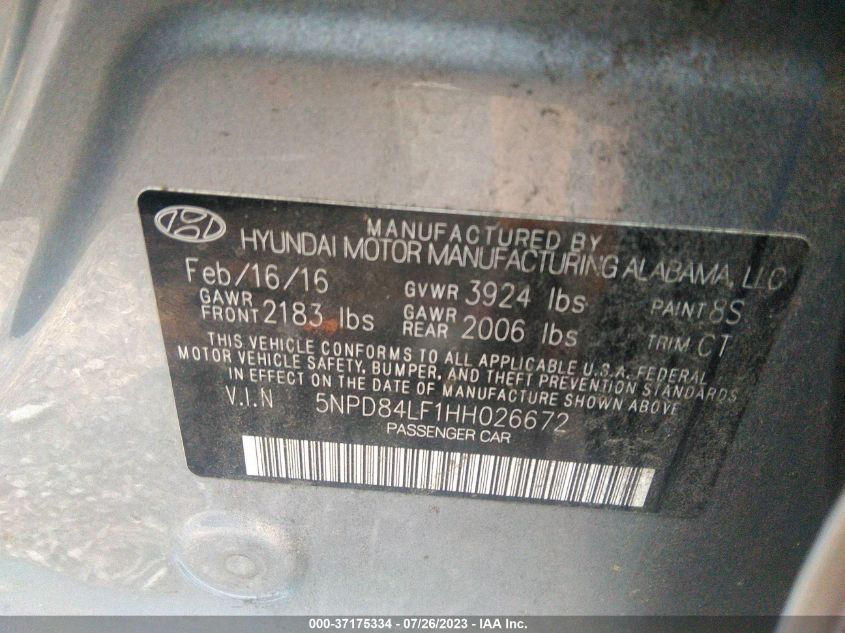 MANUFACTURED BY
HYUNDAI MOTOR MANUFACTURING ALABAMA, LLC
Feb/16/16 GVWR 3924 lbs PAINT 8S
GAWR FRONT 2183 lbs GAWR REAR 2006 lbs TRIM CT
THIS VEHICLE CONFORMS TO ALL APPLICABLE U.S.A. FEDERAL
MOTOR VEHICLE SAFETY, BUMPER, AND THEFT PREVENTION STANDARDS
IN EFFECT ON THE DATE OF MANUFACTURE SHOWN ABOVE
V.I.N 5NPD84LF1HH026672
PASSENGER CAR
000-37175334 / 07/26/2023 - IAA Inc.